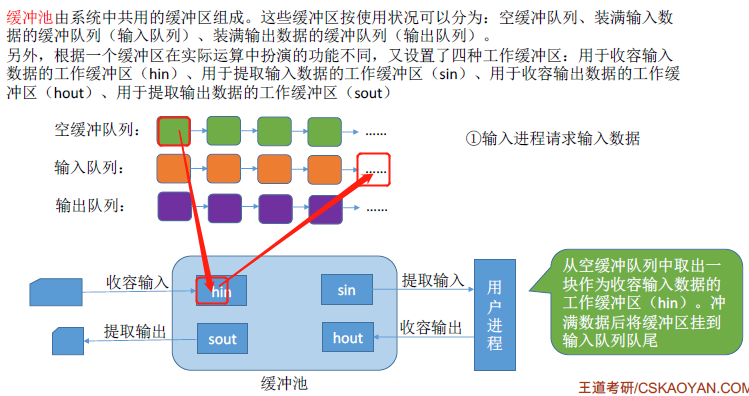 缓冲池由系统中共用的缓冲区组成。这些缓冲区按使用状况可以分为：空缓冲队列、装满输入数
据的缓冲队列（输入队列）、装满输出数据的缓冲队列（输出队列）。
另外，根据一个缓冲区在实际运算中扮演的功能不同，又设置了四种工作缓冲区：用于收容输入
数据的工作缓冲区（hin）、用于提取输入数据的工作缓冲区（sin）、用于收容输出数据的工作缓
冲区（hout）、用于提取输出数据的工作缓冲区（sout）
空缓冲队列：
......
①输入进程请求输入数据
输入队列：
......
输出队列：
......
收容输入
hin
sin
提取输入
用户进程
从空缓冲队列中取出一
块作为收容输入数据的
工作缓冲区（hin）。冲
满数据后将缓冲区挂到
输入队列队尾
提取输出
sout
hout
收容输出
缓冲池
王道考研/CSKAOYAN.COM